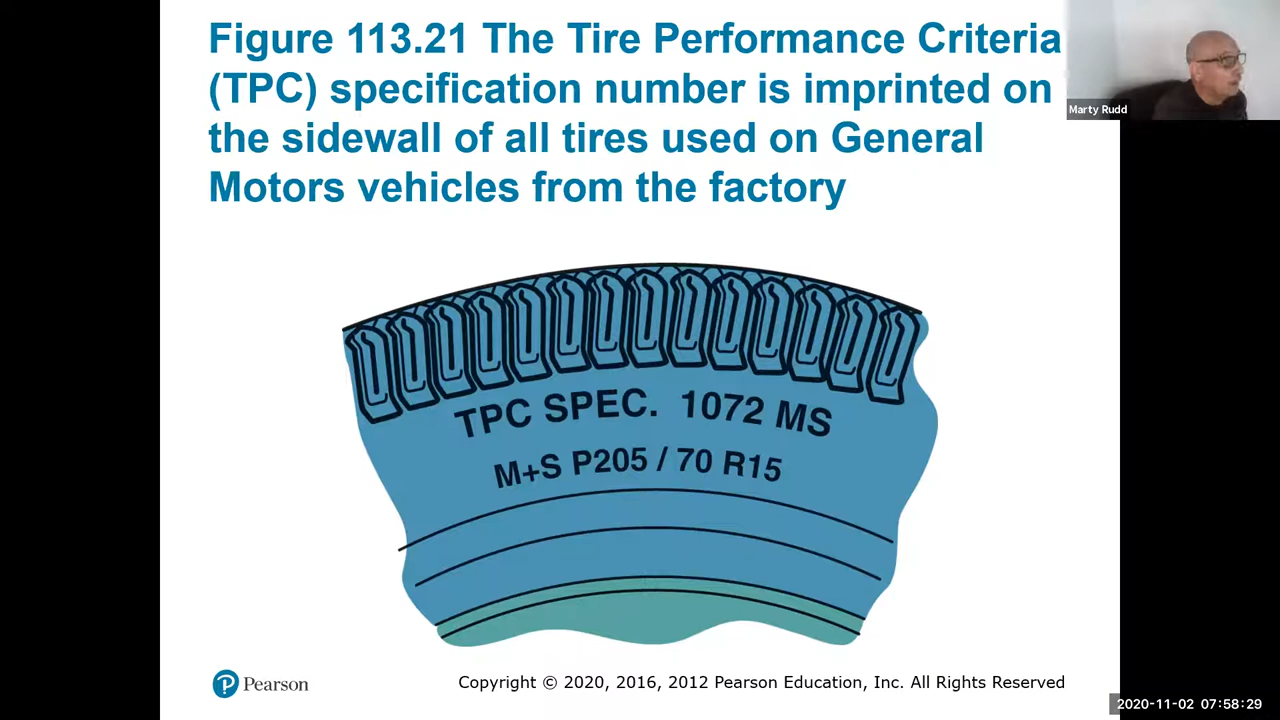 Figure 113.21 The Tire Performance Criteria
(TPC) specification number is imprinted on
the sidewall of all tires used on General
Motors vehicles from the factory
Marty Rudd
TPC SPEC. 1072 MS
M+S P205 / 70 R15
Pearson
Copyright © 2020, 2016, 2012 Pearson Education, Inc. All Rights Reserved
2020-11-02 07:58:29